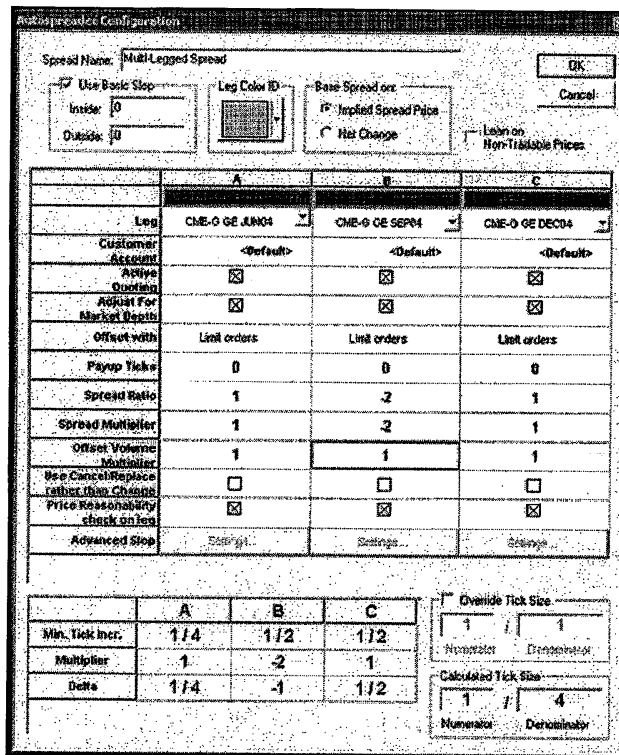 Autospreader Configuration
Spread Name: Multi-Legged Spread
OK
Cancel
Use Basic Slop
Inside: 0
Outside: 0
Leg Color ID
Base Spread on:
Implied Spread Price
Net Change
Lean on
Non-Tradable Prices
A B C
Leg CME-G GE JUN04 CME-G GE SEP04 CME-G GE DEC04
Customer
Account <Default> <Default> <Default>
Active
Quoting
Adjust For
Market Depth
Offset with Limit orders Limit orders Limit orders
Payup Ticks 0 0 0
Spread Ratio 1 -2 1
Spread Multiplier 1 -2 1
Offset Volume
Multiplier 1 1 1
Use Cancel/Replace
rather than Change
Price Reasonability
check on leg
Advanced Slop Settings... Settings... Settings...
A B C
Min. Tick Incr. 1/4 1/2 1/2
Multiplier 1 -2 1
Delta 1/4 -1 1/2
Override Tick Size
1 / 1
Numerator Denominator
Calculated Tick Size
1 / 4
Numerator Denominator